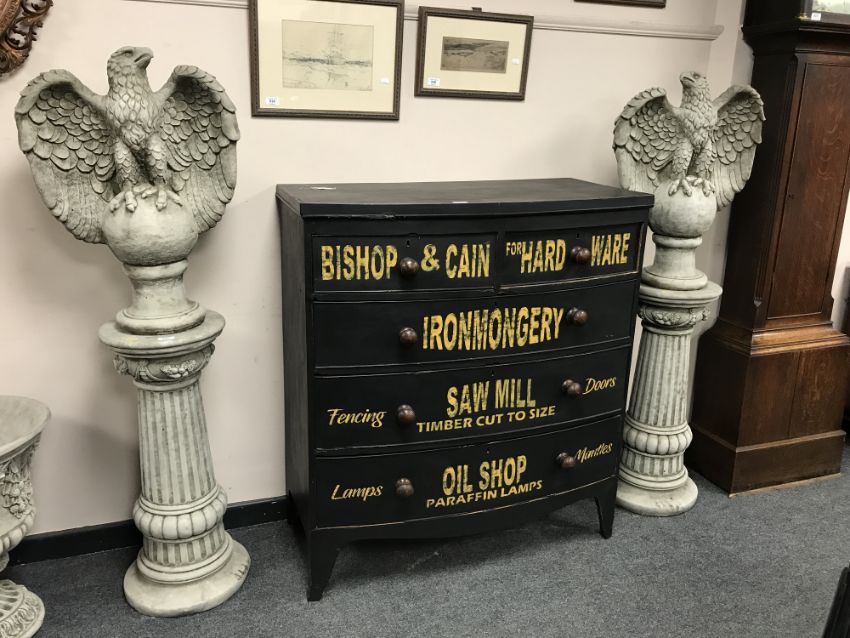 BISHOP & CAIN FOR HARD WARE
IRONMONGERY
SAW MILL
Fencing TIMBER CUT TO SIZE Doors
OIL SHOP
Lamps PARAFFIN LAMPS Mantles